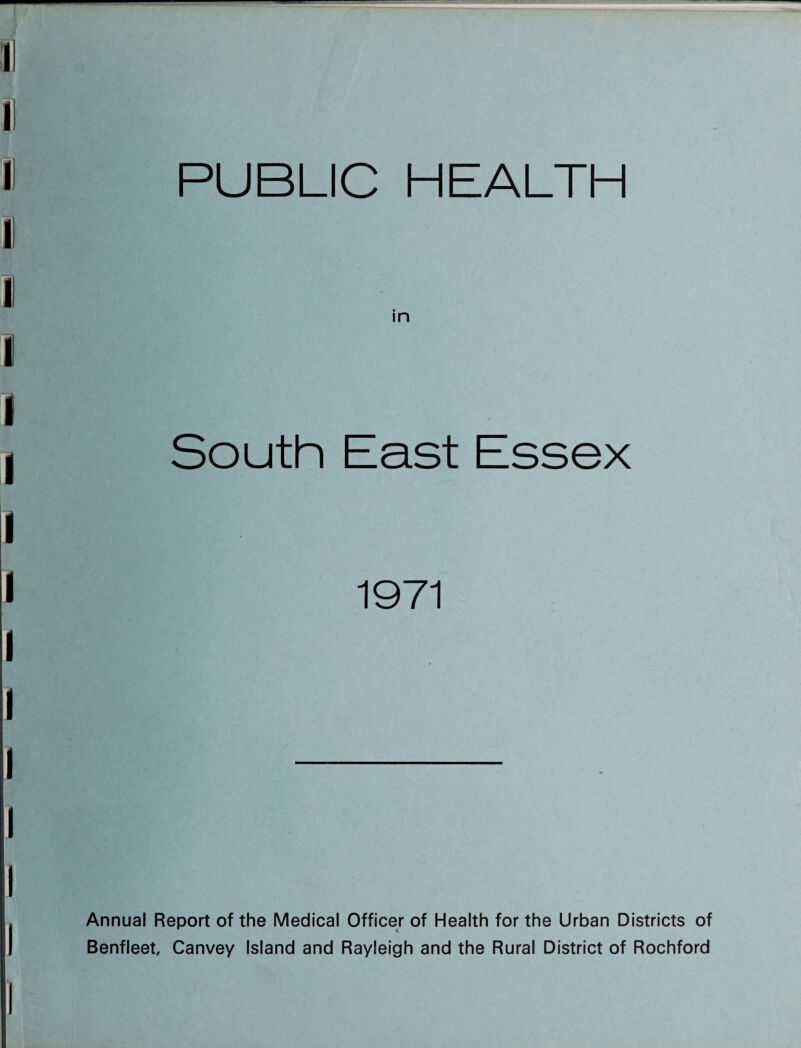 PUBLIC HEALTH
in
South East Essex
1971
Annual Report of the Medical Officer of Health for the Urban Districts of
Benfleet, Canvey Island and Rayleigh and the Rural District of Rochford